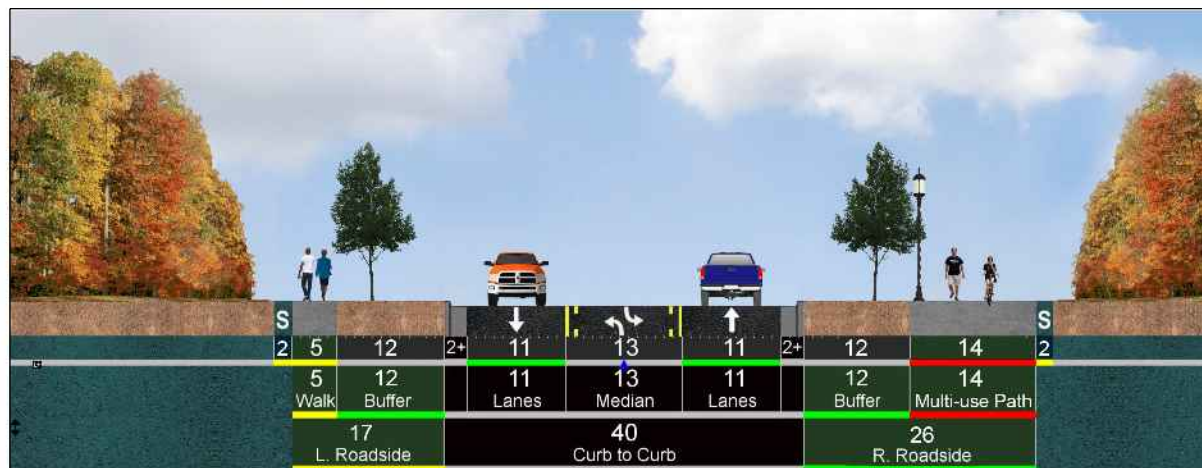 S S
2 5 12 2+ 11 13 11 2+ 12 14 2
5 12 11 13 11 12 14
Walk Buffer Lanes Median Lanes Buffer Multi-use Path
17 40 26
L. Roadside Curb to Curb R. Roadside